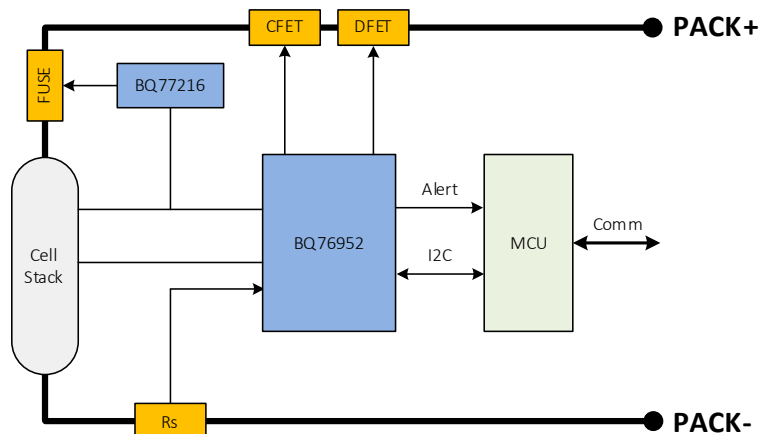 CFET
DFET
PACK+
FUSE
BQ77216
Alert
Comm
BQ76952
I2C
MCU
Cell
Stack
Rs
PACK-